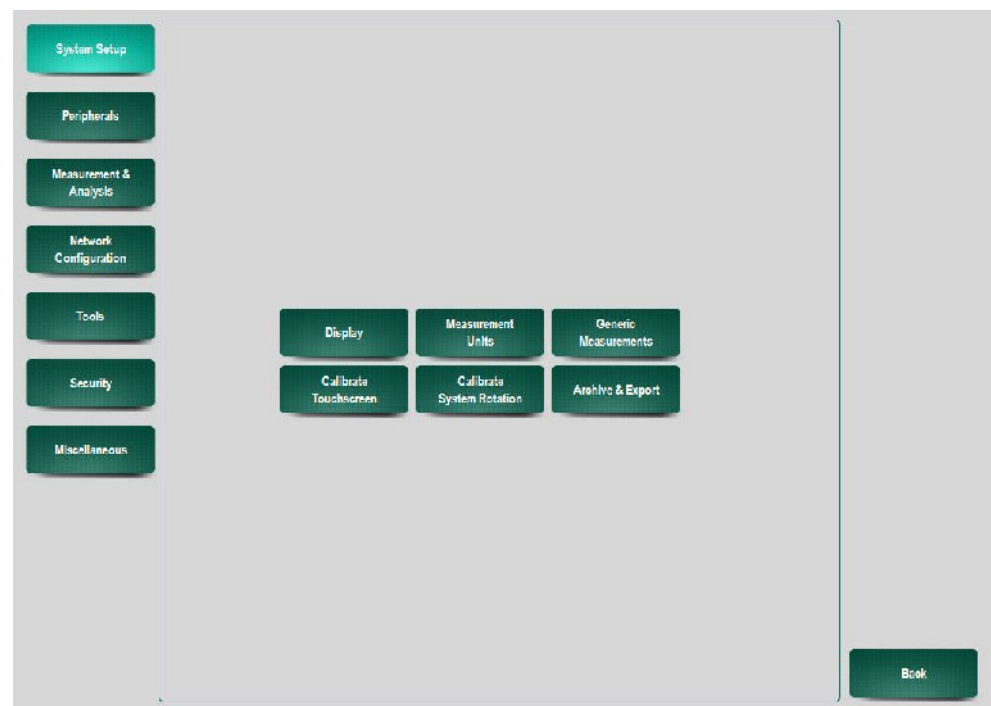 System Setup
Peripherals
Measurement &
Analysis
Network
Configuration
Tools
Security
Miscellaneous
Display
Measurement
Units
Generic
Measurements
Calibrate
Touchscreen
Calibrate
System Rotation
Archive & Export
Back